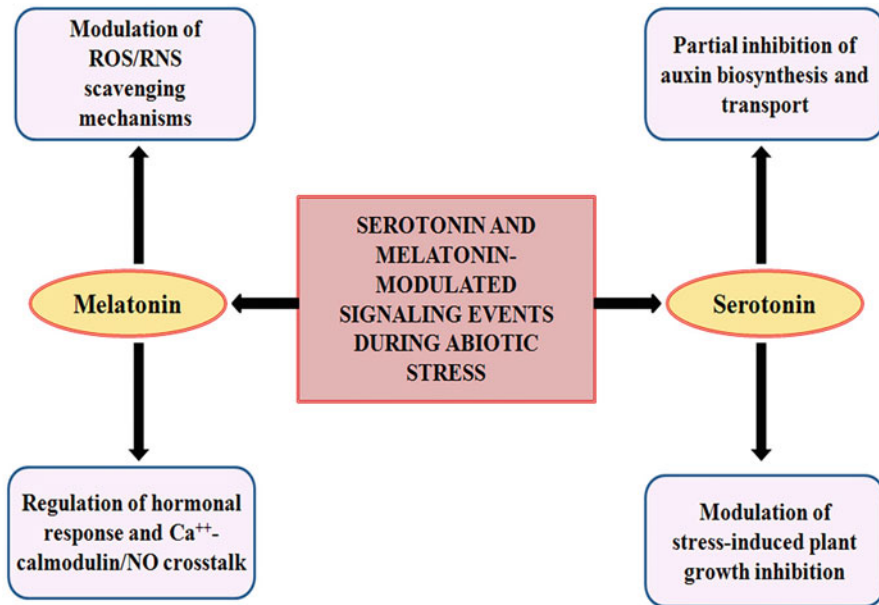 Modulation of
ROS/RNS
scavenging
mechanisms
Partial inhibition of
auxin biosynthesis and
transport
SEROTONIN AND
MELATONIN-
MODULATED
SIGNALING EVENTS
DURING ABIOTIC
STRESS
Melatonin
Serotonin
Regulation of hormonal
response and Ca⁺⁺-
calmodulin/NO crosstalk
Modulation of
stress-induced plant
growth inhibition